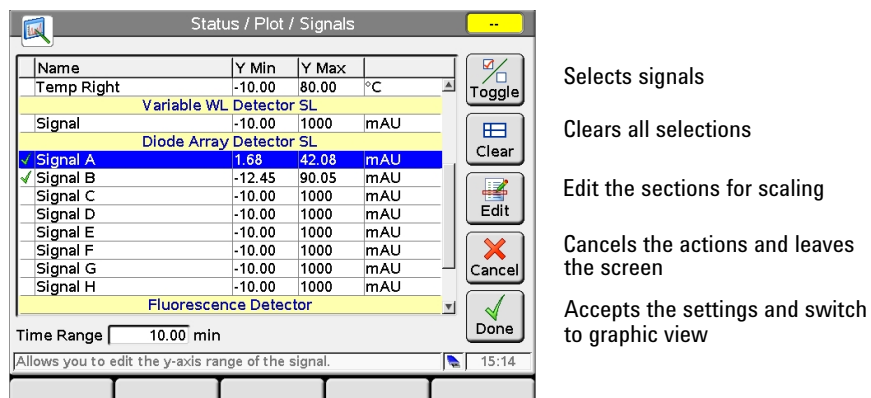 Status / Plot / Signals
--
Name Y Min Y Max
Temp Right -10.00 80.00 °C
Variable WL Detector SL
Signal -10.00 1000 mAU
Diode Array Detector SL
Signal A 1.68 42.08 mAU
Signal B -12.45 90.05 mAU
Signal C -10.00 1000 mAU
Signal D -10.00 1000 mAU
Signal E -10.00 1000 mAU
Signal F -10.00 1000 mAU
Signal G -10.00 1000 mAU
Signal H -10.00 1000 mAU
Fluorescence Detector
Time Range 10.00 min
Allows you to edit the y-axis range of the signal.
15:14
Toggle
Clear
Edit
Cancel
Done
Selects signals
Clears all selections
Edit the sections for scaling
Cancels the actions and leaves
the screen
Accepts the settings and switch
to graphic view